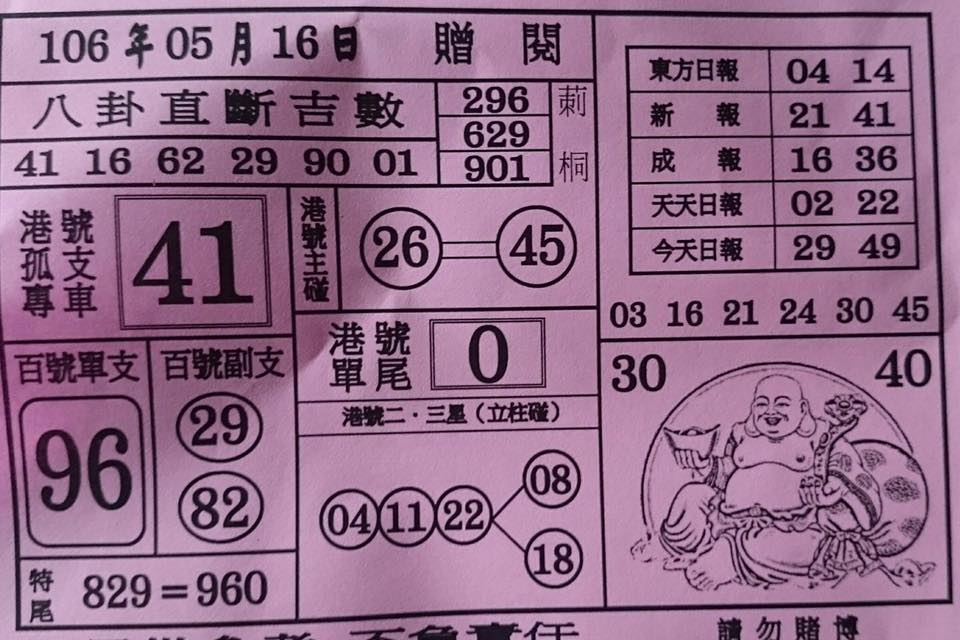 106年05月16日 贈閱
八卦直斷吉數
41 16 62 29 90 01
296
629
901
莿桐
港號孤支專車
41
港號主碰
26 45
百號單支
96
百號副支
29
82
特尾
829=960
港號單尾
0
港號二·三星(立柱碰)
04 11 22
08
18
東方日報 04 14
新報 21 41
成報 16 36
天天日報 02 22
今天日報 29 49
03 16 21 24 30 45
30 40
請勿賭博